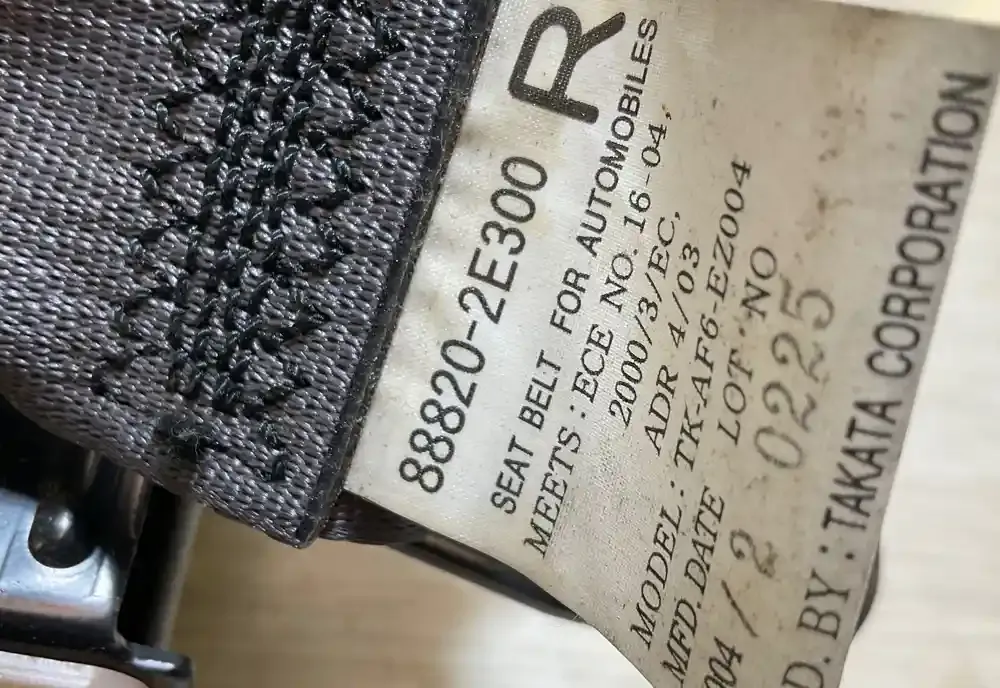 88820-2E300 R
SEAT BELT FOR AUTOMOBILES
MEETS : ECE NO. 16-04,
2000/3/EC,
ADR 4/03
MODEL : TK-AF6-EZ004
MFD. DATE LOT NO
004 / 2 0225
D. BY : TAKATA CORPORATION